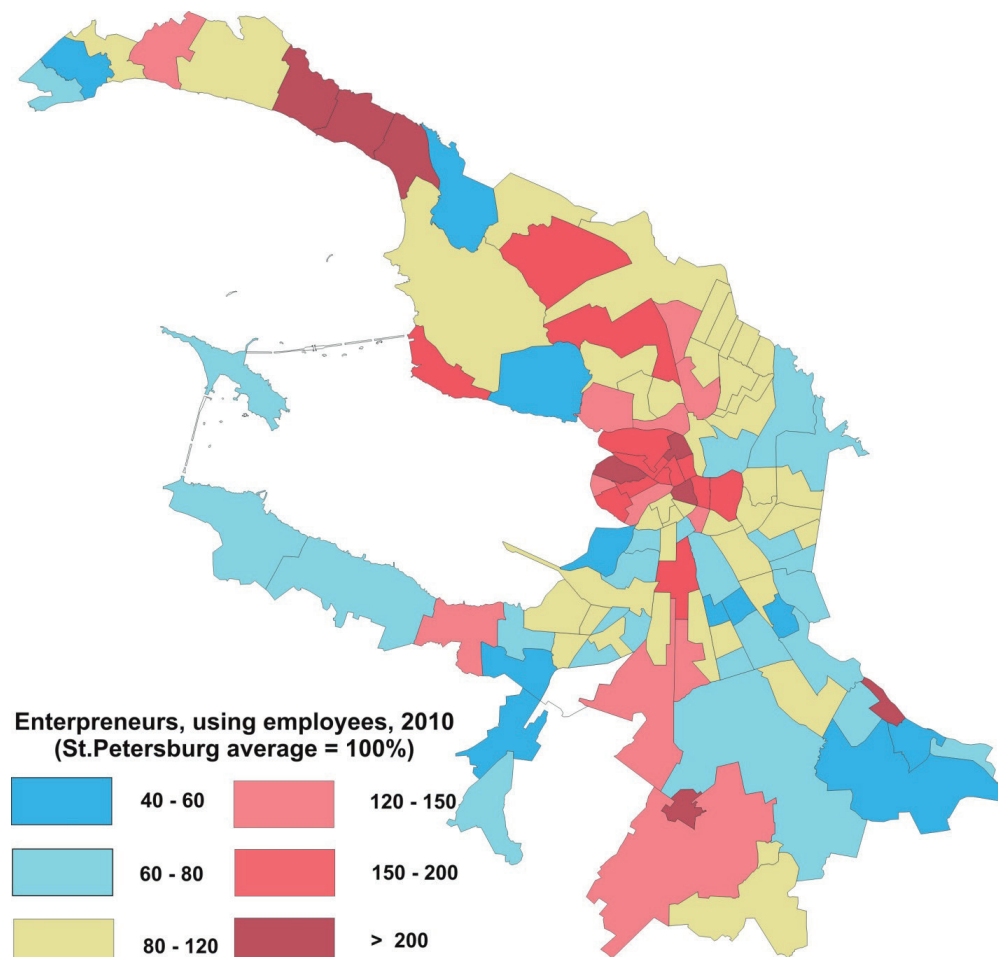 Enterpreneurs, using employees, 2010
(St.Petersburg average = 100%)
40 - 60
120 - 150
60 - 80
150 - 200
80 - 120
> 200